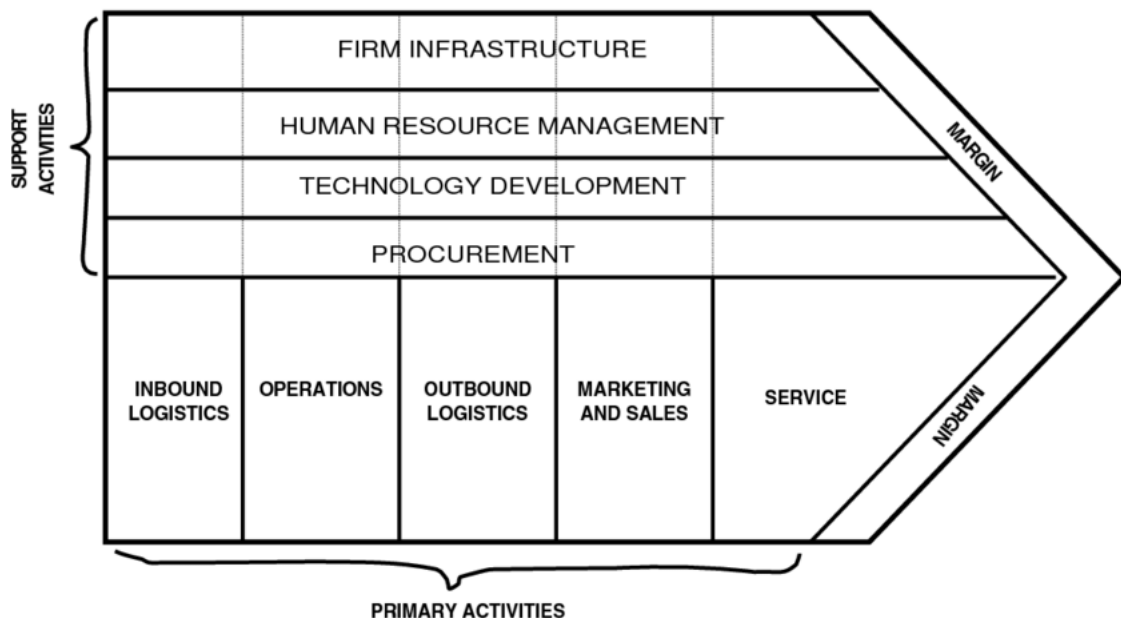 FIRM INFRASTRUCTURE
HUMAN RESOURCE MANAGEMENT
TECHNOLOGY DEVELOPMENT
PROCUREMENT
SUPPORT
ACTIVITIES
MARGIN
INBOUND
LOGISTICS
OPERATIONS
OUTBOUND
LOGISTICS
MARKETING
AND SALES
SERVICE
MARGIN
PRIMARY ACTIVITIES